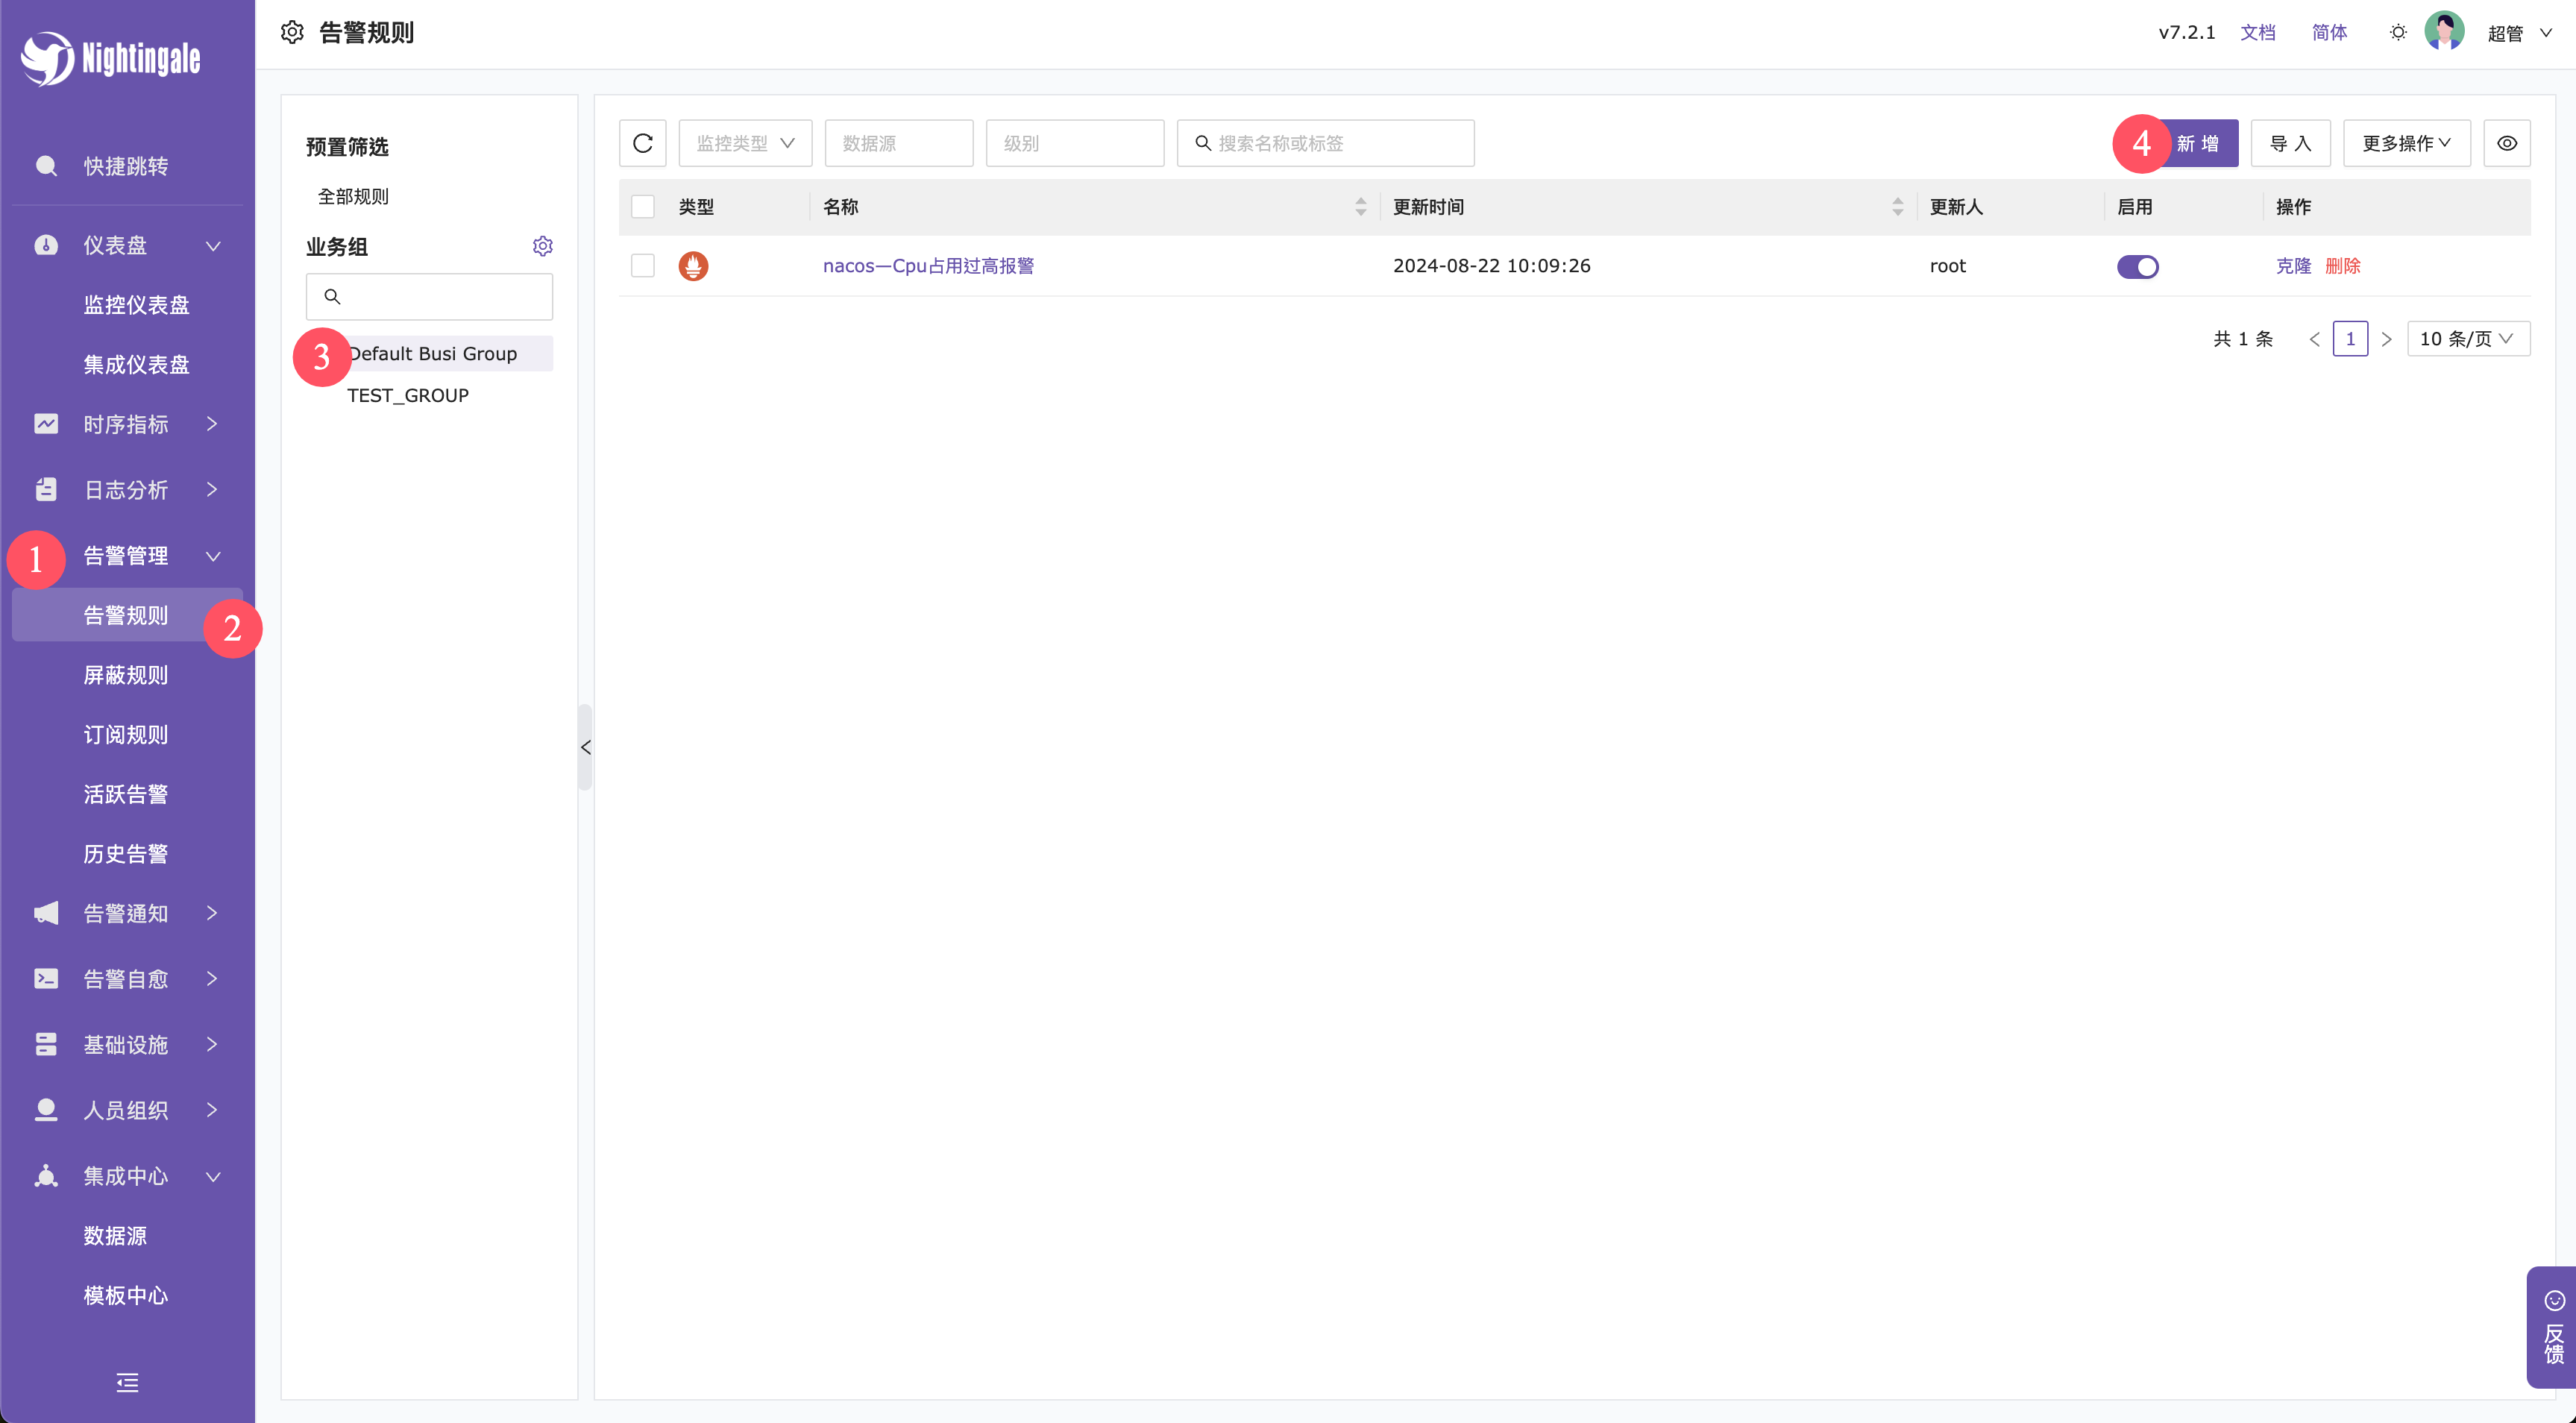 Nightingale
快捷跳转
仪表盘
监控仪表盘
集成仪表盘
时序指标
日志分析
1
告警管理
告警规则
2
屏蔽规则
订阅规则
活跃告警
历史告警
告警通知
告警自愈
基础设施
人员组织
集成中心
数据源
模板中心
告警规则
v7.2.1 文档 简体 超管
预置筛选
全部规则
业务组
3
Default Busi Group
TEST_GROUP
监控类型 数据源 级别 搜索名称或标签
4
新增 导入 更多操作
类型 名称 更新时间 更新人 启用 操作
nacos—Cpu占用过高报警 2024-08-22 10:09:26 root 克隆 删除
共 1 条 1 10 条/页
反馈